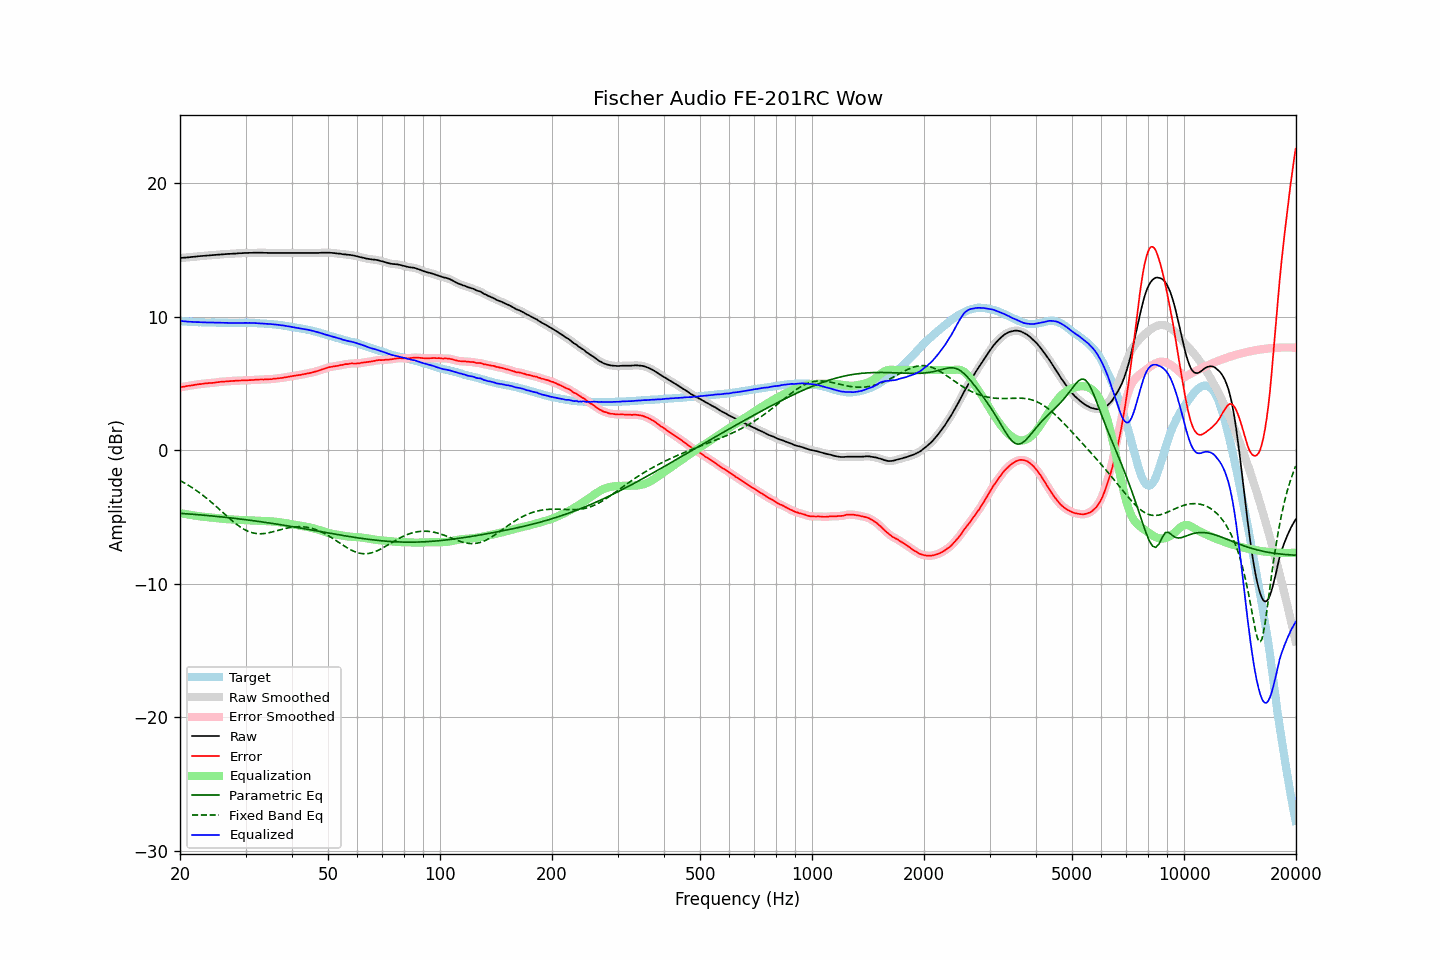 Fischer Audio FE-201RC Wow
Amplitude (dBr)
20
10
0
−10
−20
−30
Target
Raw Smoothed
Error Smoothed
Raw
Error
Equalization
Parametric Eq
Fixed Band Eq
Equalized
20 50 100 200 500 1000 2000 5000 10000 20000
Frequency (Hz)